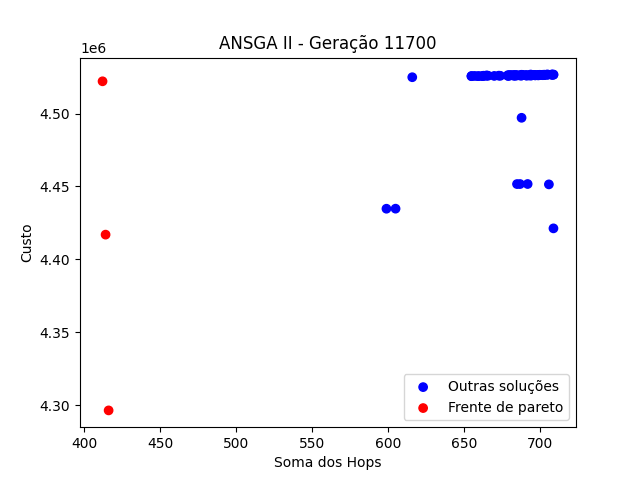 ANSGA II - Geração 11700
1e6
4.50
4.45
4.40
4.35
4.30
Custo
400 450 500 550 600 650 700
Soma dos Hops
Outras soluções
Frente de pareto